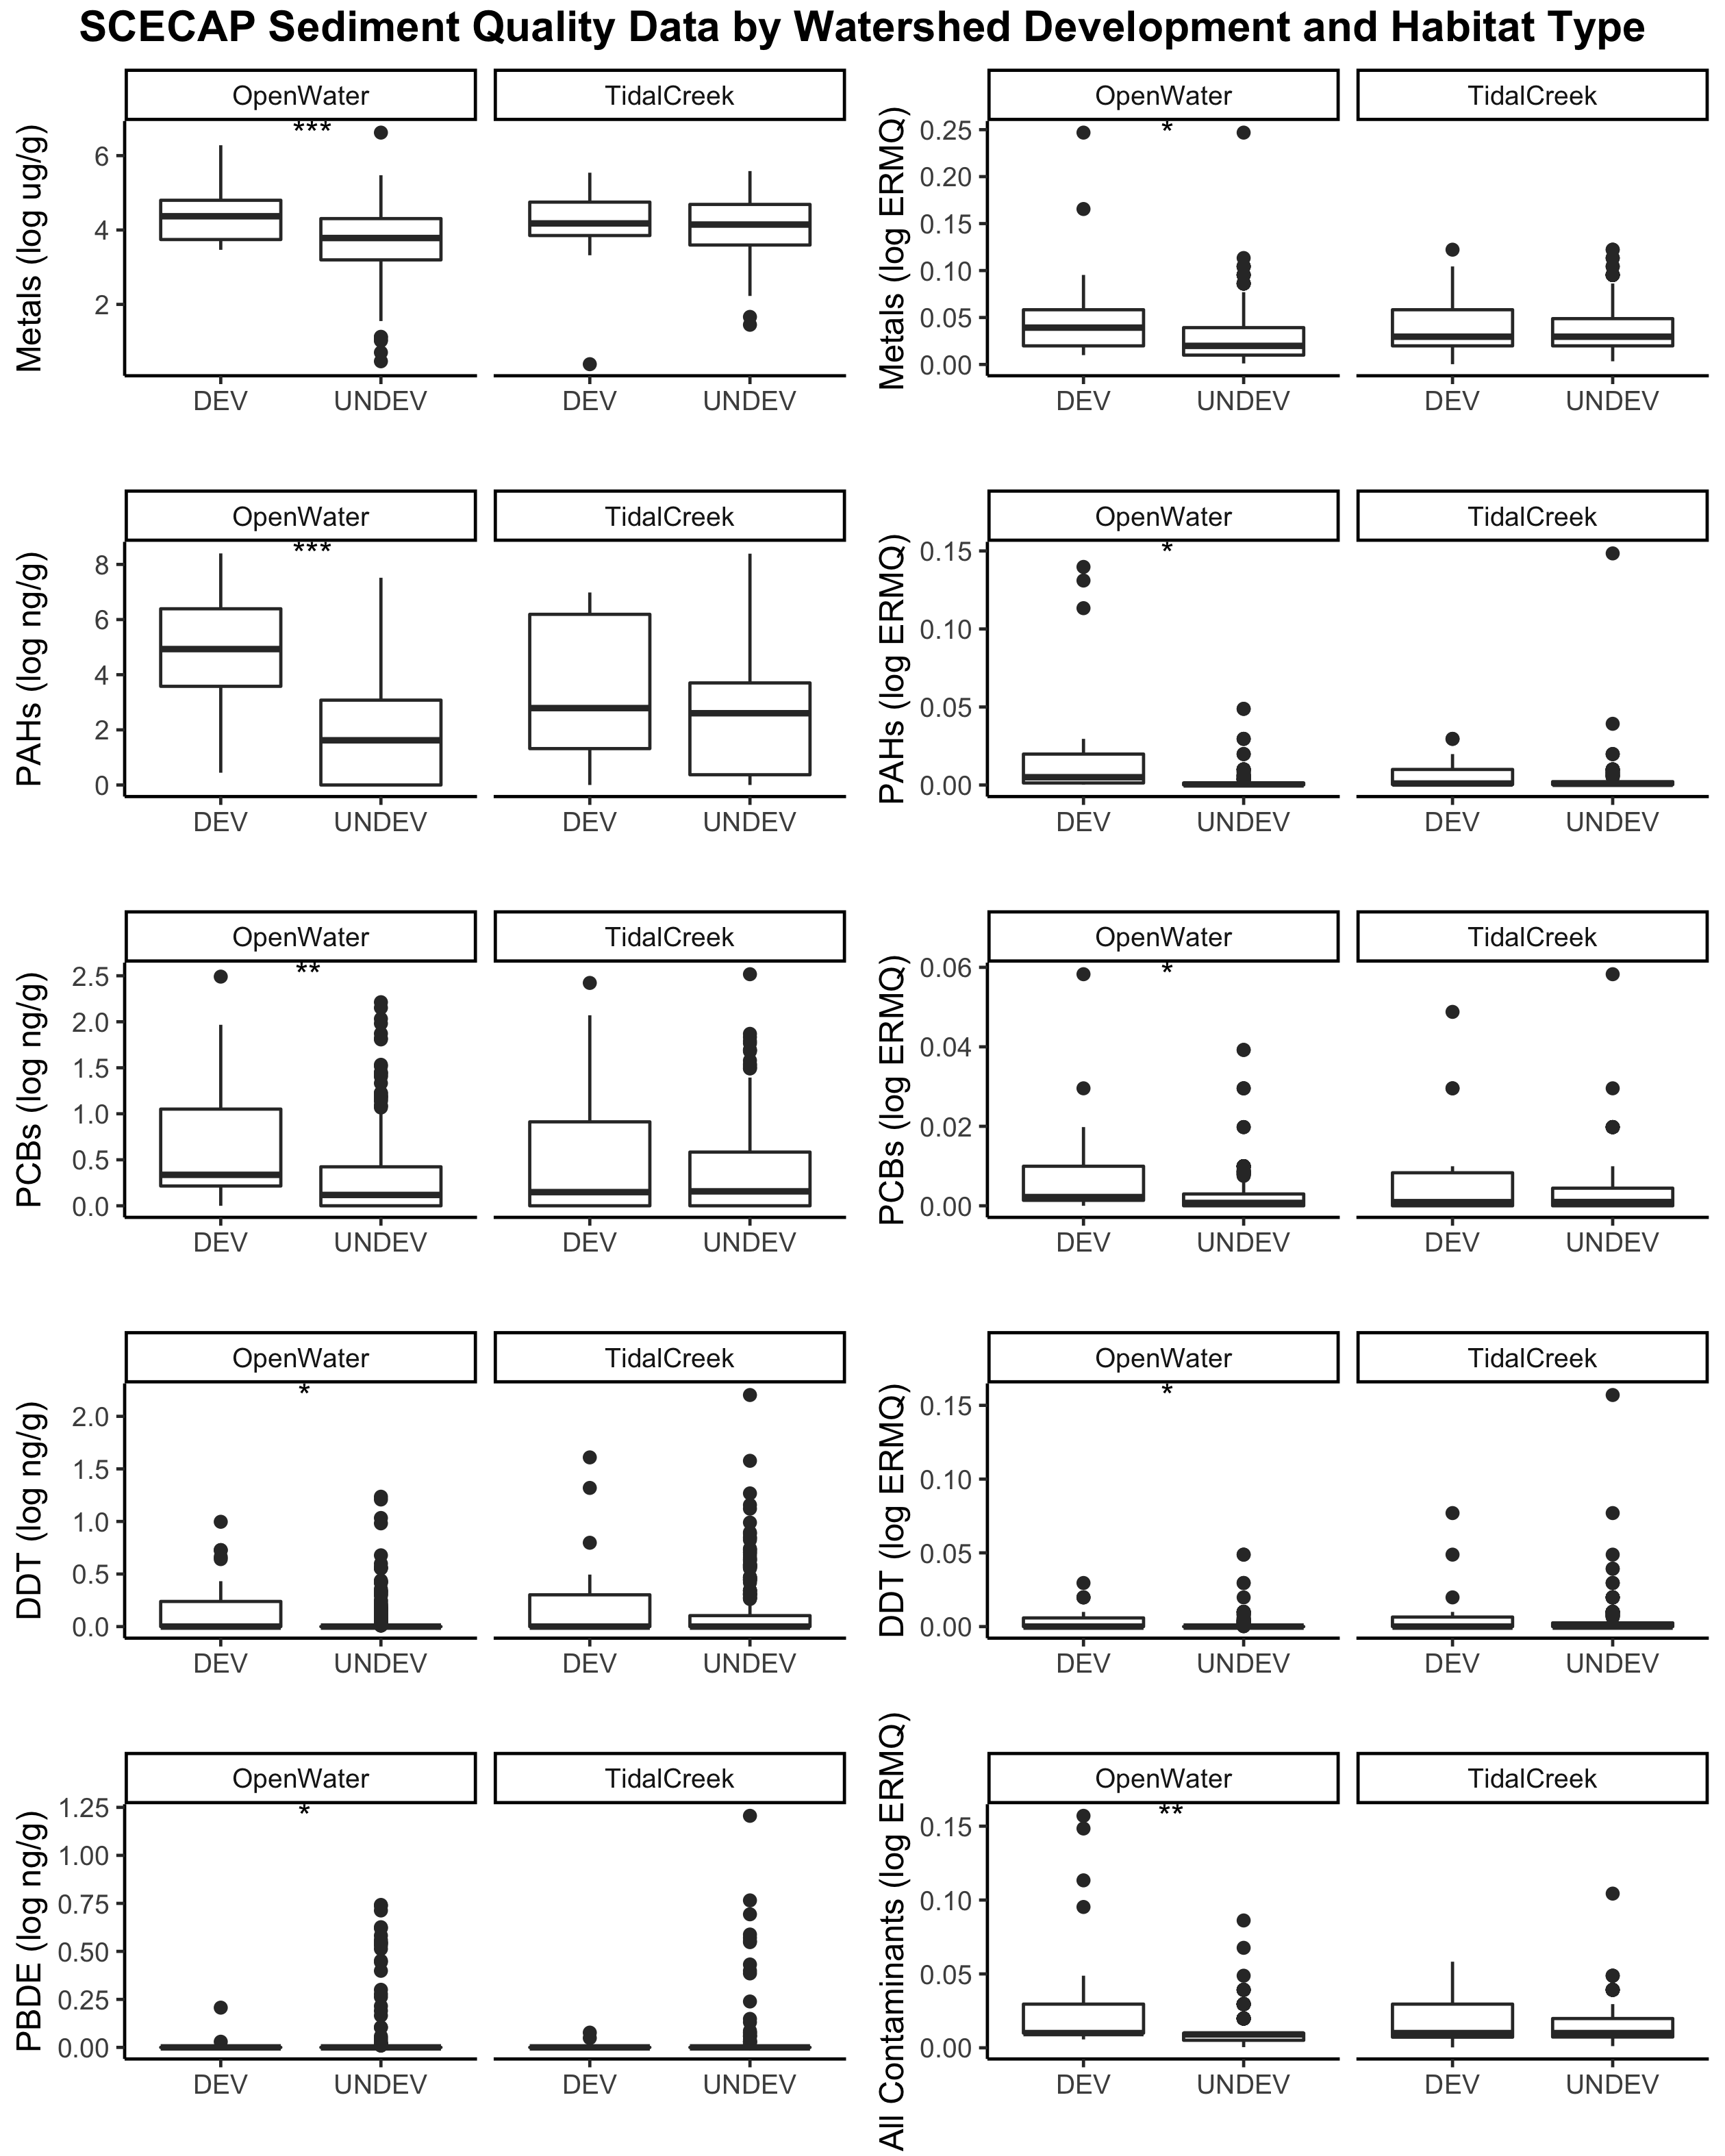 SCECAP Sediment Quality Data by Watershed Development and Habitat Type
OpenWater
TidalCreek
***
Metals (log ug/g)
6
4
2
DEV
UNDEV
DEV
UNDEV
OpenWater
TidalCreek
*
Metals (log ERMQ)
0.25
0.20
0.15
0.10
0.05
0.00
DEV
UNDEV
DEV
UNDEV
OpenWater
TidalCreek
***
PAHs (log ng/g)
8
6
4
2
0
DEV
UNDEV
DEV
UNDEV
OpenWater
TidalCreek
*
PAHs (log ERMQ)
0.15
0.10
0.05
0.00
DEV
UNDEV
DEV
UNDEV
OpenWater
TidalCreek
**
PCBs (log ng/g)
2.5
2.0
1.5
1.0
0.5
0.0
DEV
UNDEV
DEV
UNDEV
OpenWater
TidalCreek
*
PCBs (log ERMQ)
0.06
0.04
0.02
0.00
DEV
UNDEV
DEV
UNDEV
OpenWater
TidalCreek
*
DDT (log ng/g)
2.0
1.5
1.0
0.5
0.0
DEV
UNDEV
DEV
UNDEV
OpenWater
TidalCreek
*
DDT (log ERMQ)
0.15
0.10
0.05
0.00
DEV
UNDEV
DEV
UNDEV
OpenWater
TidalCreek
*
PBDE (log ng/g)
1.25
1.00
0.75
0.50
0.25
0.00
DEV
UNDEV
DEV
UNDEV
OpenWater
TidalCreek
**
All Contaminants (log ERMQ)
0.15
0.10
0.05
0.00
DEV
UNDEV
DEV
UNDEV